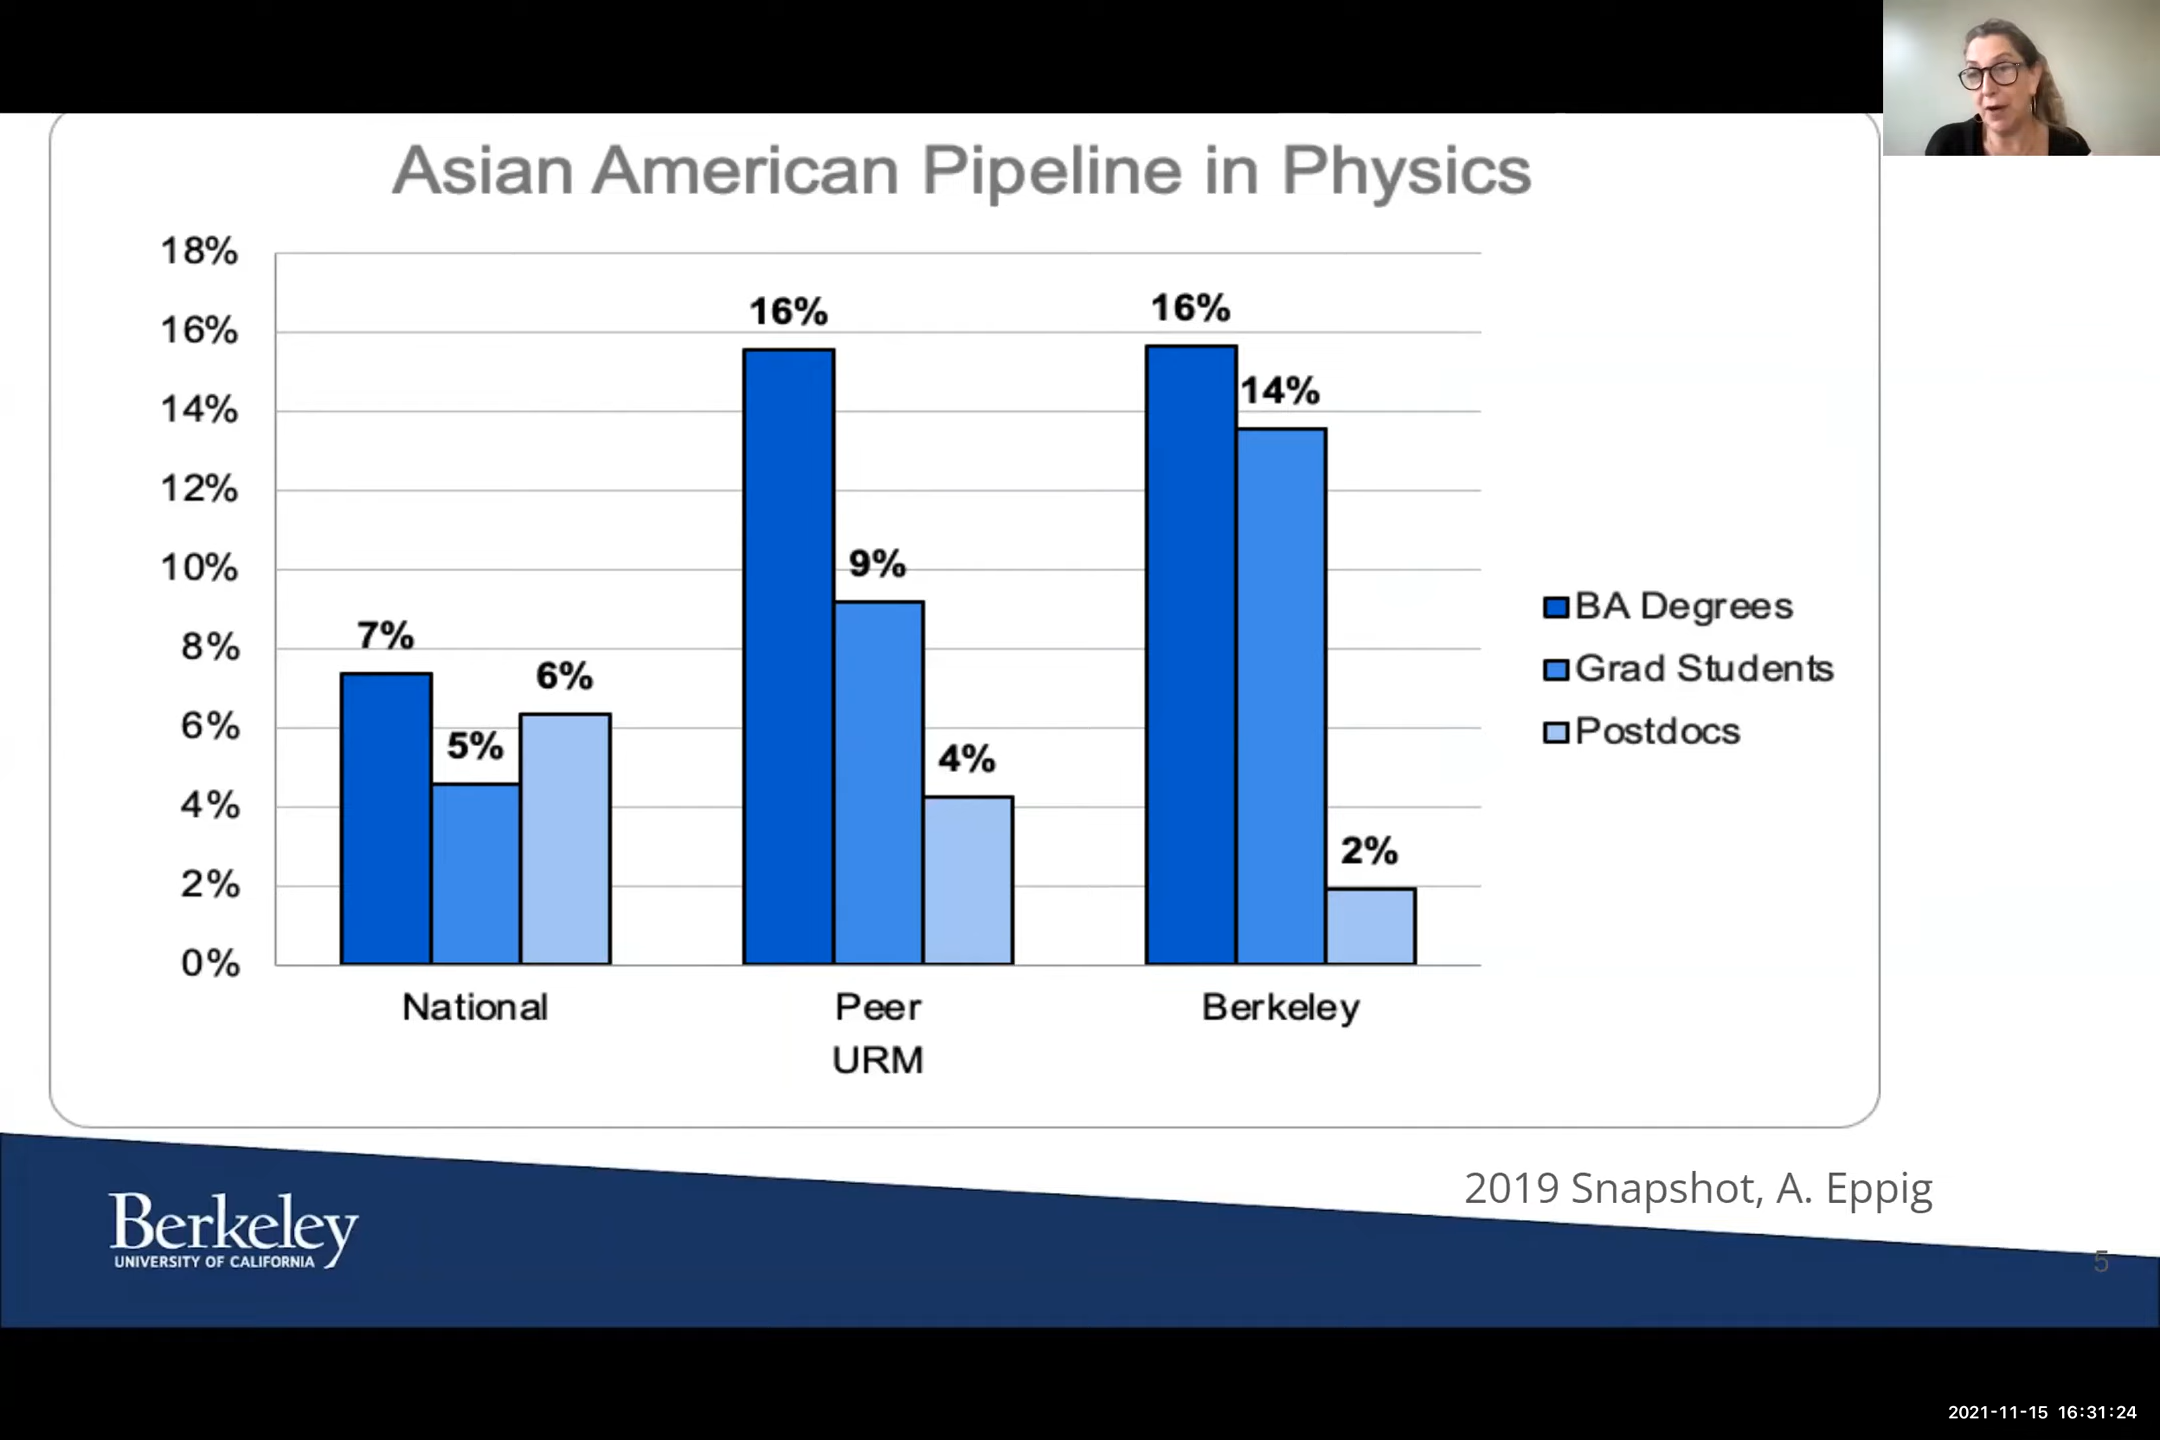 Asian American Pipeline in Physics
18%
16%
14%
12%
10%
8%
6%
4%
2%
0%
7%
5%
6%
16%
9%
4%
16%
14%
2%
National
Peer
Berkeley
URM
BA Degrees
Grad Students
Postdocs
2019 Snapshot, A. Eppig
Berkeley
UNIVERSITY OF CALIFORNIA
5
2021-11-15 16:31:24